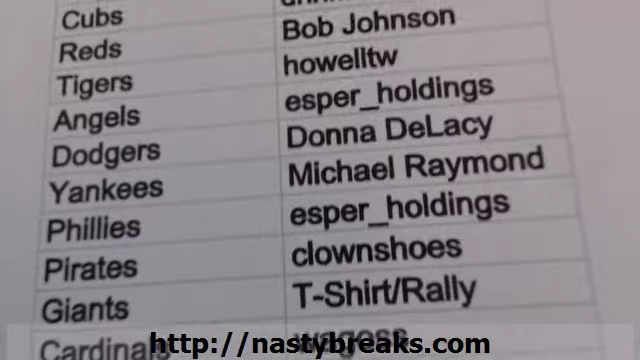 Cubs
Reds Bob Johnson
Tigers howelltw
Angels esper_holdings
Dodgers Donna DeLacy
Yankees Michael Raymond
Phillies esper_holdings
Pirates clownshoes
Giants T-Shirt/Rally
Cardinals
http://nastybreaks.com